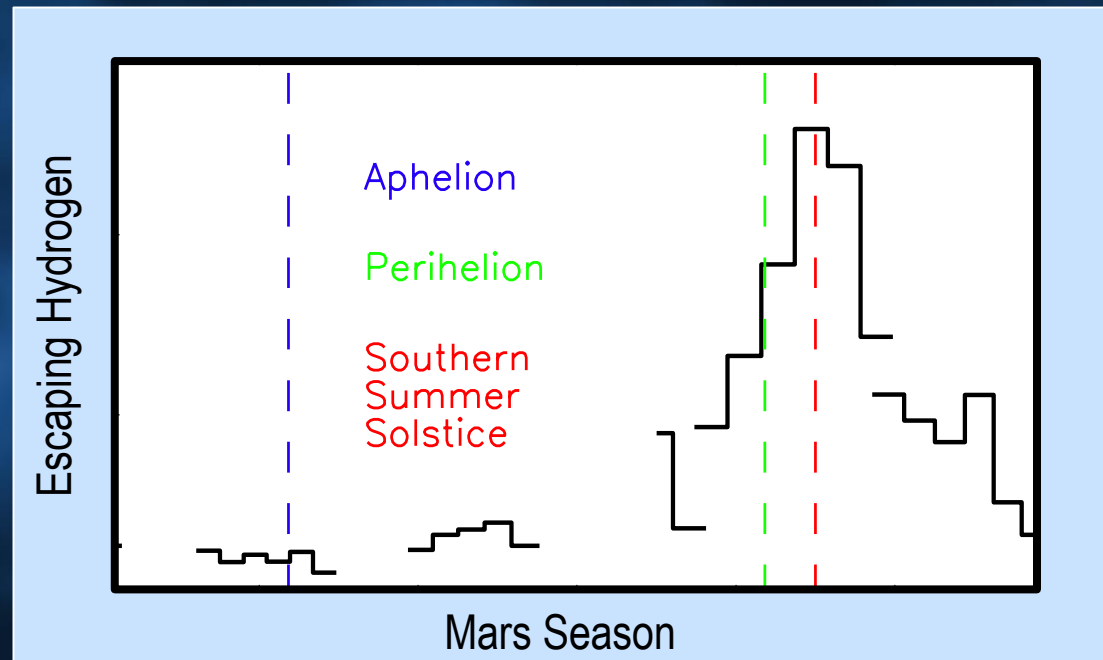 Escaping Hydrogen
Aphelion
Perihelion
Southern
Summer
Solstice
Mars Season